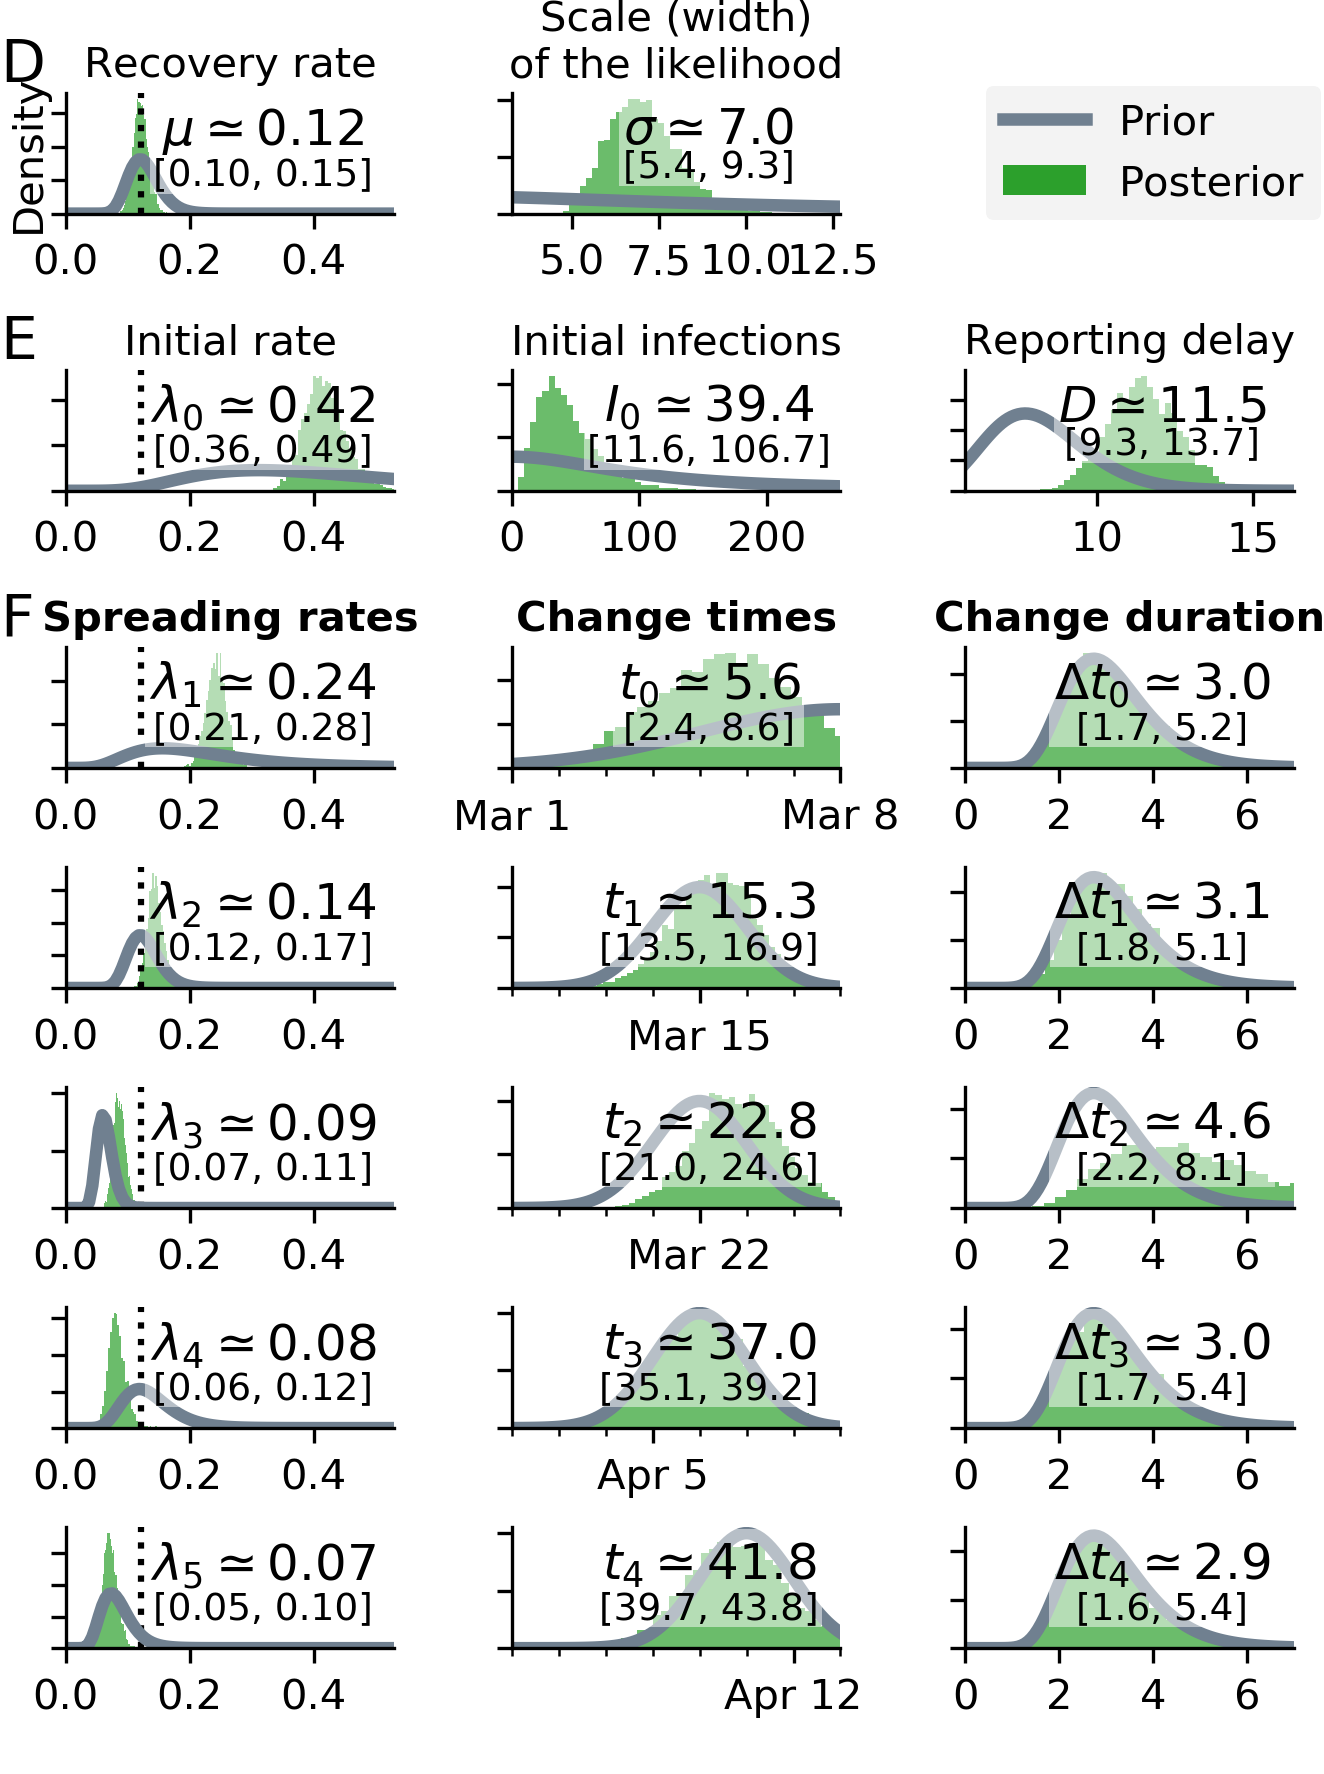 D
Recovery rate
Scale (width)
of the likelihood
Density
μ ≃ 0.12
[0.10, 0.15]
0.0 0.2 0.4
σ ≃ 7.0
[5.4, 9.3]
5.0 7.5 10.0 12.5
Prior
Posterior
E
Initial rate
λ0 ≃ 0.42
[0.36, 0.49]
0.0 0.2 0.4
Initial infections
I0 ≃ 39.4
[11.6, 106.7]
0 100 200
Reporting delay
D ≃ 11.5
[9.3, 13.7]
10 15
F
Spreading rates
Change times
Change duration
λ1 ≃ 0.24
[0.21, 0.28]
0.0 0.2 0.4
t0 ≃ 5.6
[2.4, 8.6]
Mar 1 Mar 8
Δt0 ≃ 3.0
[1.7, 5.2]
0 2 4 6
λ2 ≃ 0.14
[0.12, 0.17]
0.0 0.2 0.4
t1 ≃ 15.3
[13.5, 16.9]
Mar 15
Δt1 ≃ 3.1
[1.8, 5.1]
0 2 4 6
λ3 ≃ 0.09
[0.07, 0.11]
0.0 0.2 0.4
t2 ≃ 22.8
[21.0, 24.6]
Mar 22
Δt2 ≃ 4.6
[2.2, 8.1]
0 2 4 6
λ4 ≃ 0.08
[0.06, 0.12]
0.0 0.2 0.4
t3 ≃ 37.0
[35.1, 39.2]
Apr 5
Δt3 ≃ 3.0
[1.7, 5.4]
0 2 4 6
λ5 ≃ 0.07
[0.05, 0.10]
0.0 0.2 0.4
t4 ≃ 41.8
[39.7, 43.8]
Apr 12
Δt4 ≃ 2.9
[1.6, 5.4]
0 2 4 6